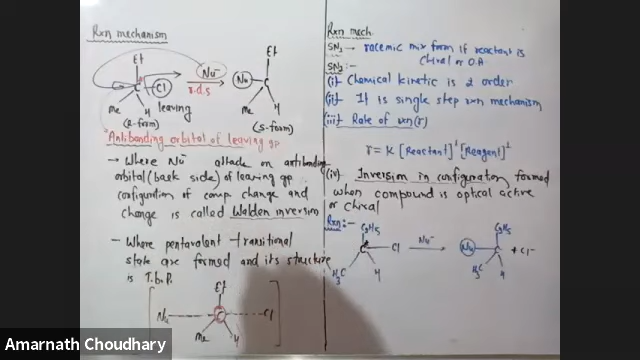 Rxn mechanism
Et
Nu⁻
C
Cl
r.d.s
Me
H
leaving
(R-form)
Et
Nu
C
Me
H
(S-form)
Antibonding orbital of leaving gp
→ Where Nu⁻ attack on antibonding
orbital (back side) of leaving gp
configuration of comp. change and
change is called Walden inversion
- Where pentavalent transitional
state are formed and its structure
is T.b.P.
Et
Nu C Cl
Me H
Rxn mech.
SN1 → racemic mix form if reactant is
chiral or O.A
SN2 :-
(i) Chemical kinetic is 2 order
(ii) It is single step rxn mechanism
(iii) Rate of rxn (r)
r = K [Reactant]¹ [Reagent]¹
(iv) Inversion in configuration formed
when compound is optical active
or chiral
Rxn:-
C₂H₅
C
Cl
H₃C
H
Nu⁻
C₂H₅
Nu
C
H₃C
H
+ Cl⁻
Amarnath Choudhary